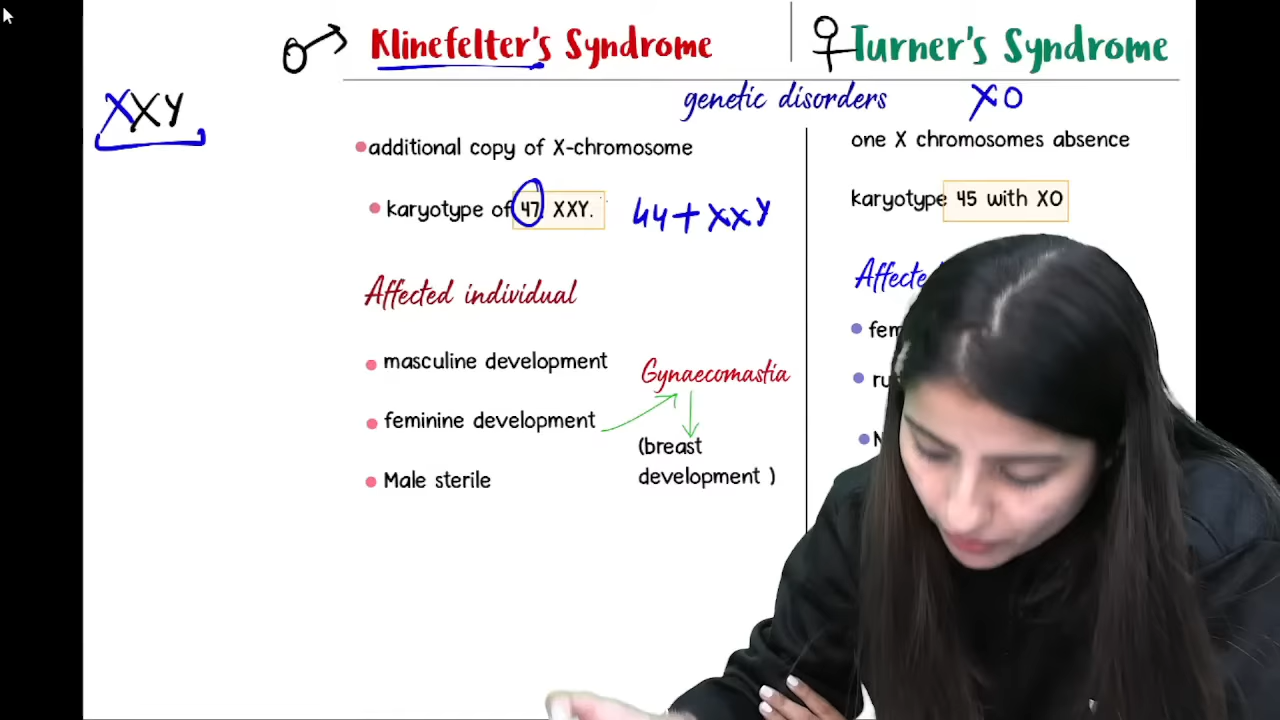 Klinefelter's Syndrome
Turner's Syndrome
genetic disorders
XXY
XO
additional copy of X-chromosome
karyotype of 47, XXY.
44+XXY
Affected individual
masculine development
feminine development
Gynaecomastia
(breast
development )
Male sterile
one X chromosomes absence
karyotype 45 with XO